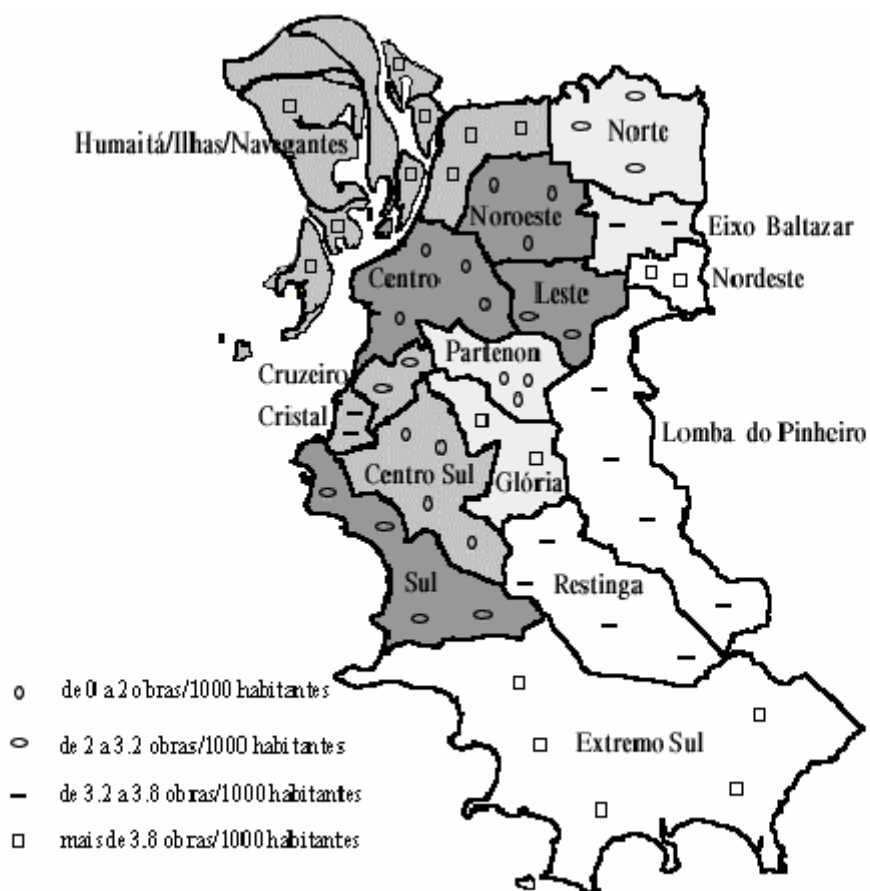 Humaitá/Ilhas/Navegantes
Norte
Noroeste
Eixo Baltazar
Centro
Leste
Nordeste
Partenon
Cruzeiro
Cristal
Lomba do Pinheiro
Centro Sul
Glória
Sul
Restinga
de 0 a 2 obras/1000 habitantes
de 2 a 3.2 obras/1000 habitantes
Extremo Sul
de 3.2 a 3.8 obras/1000 habitantes
mais de 3.8 obras/1000 habitantes